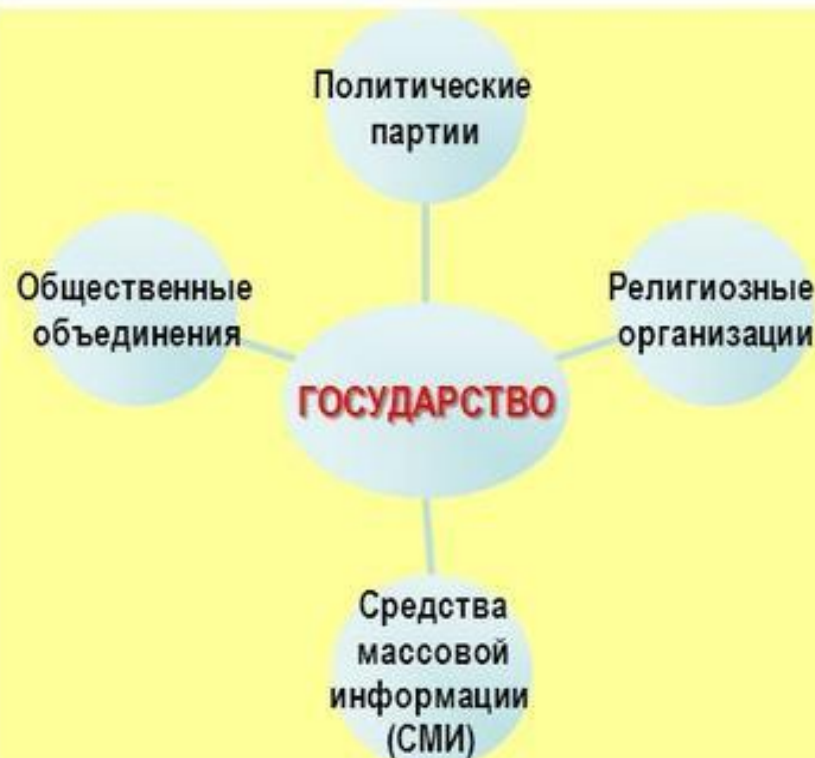 Политические
партии
Общественные
объединения
Религиозные
организации
ГОСУДАРСТВО
Средства
массовой
информации
(СМИ)